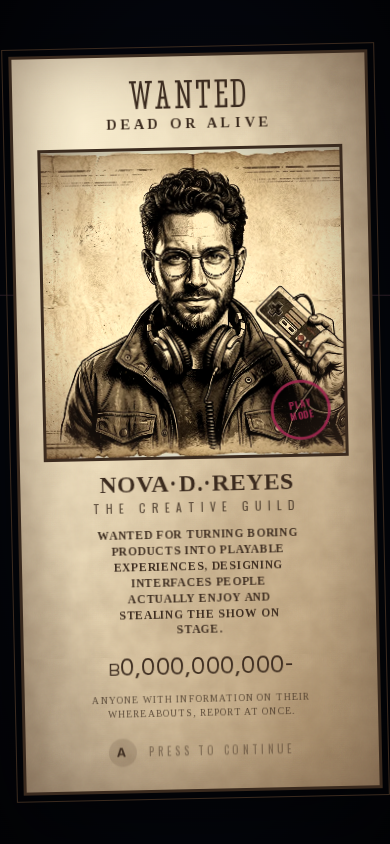 WANTED
DEAD OR ALIVE
PLAY
MODE
NOVA·D.·REYES
THE CREATIVE GUILD
WANTED FOR TURNING BORING
PRODUCTS INTO PLAYABLE
EXPERIENCES, DESIGNING
INTERFACES PEOPLE
ACTUALLY ENJOY AND
STEALING THE SHOW ON
STAGE.
B0,000,000,000-
ANYONE WITH INFORMATION ON THEIR
WHEREABOUTS, REPORT AT ONCE.
A PRESS TO CONTINUE